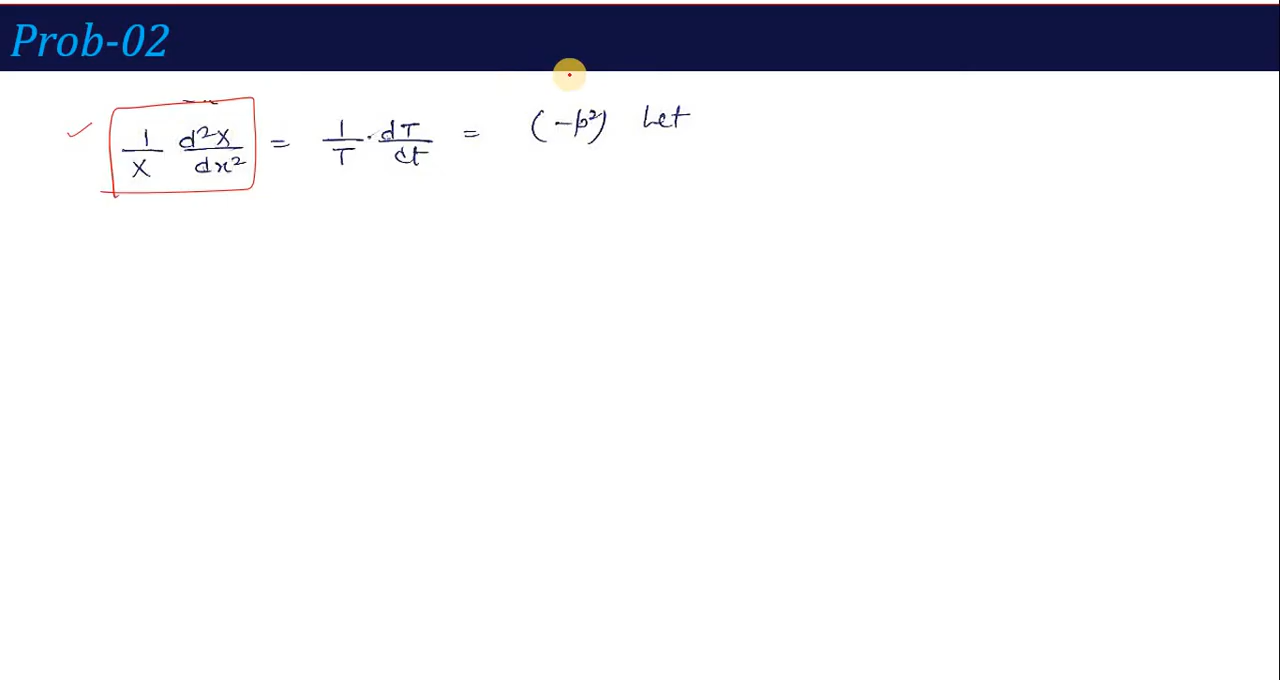 Prob-02
✓ 1/X d²X/dx² = 1/T · dT/dt = (-p²) Let